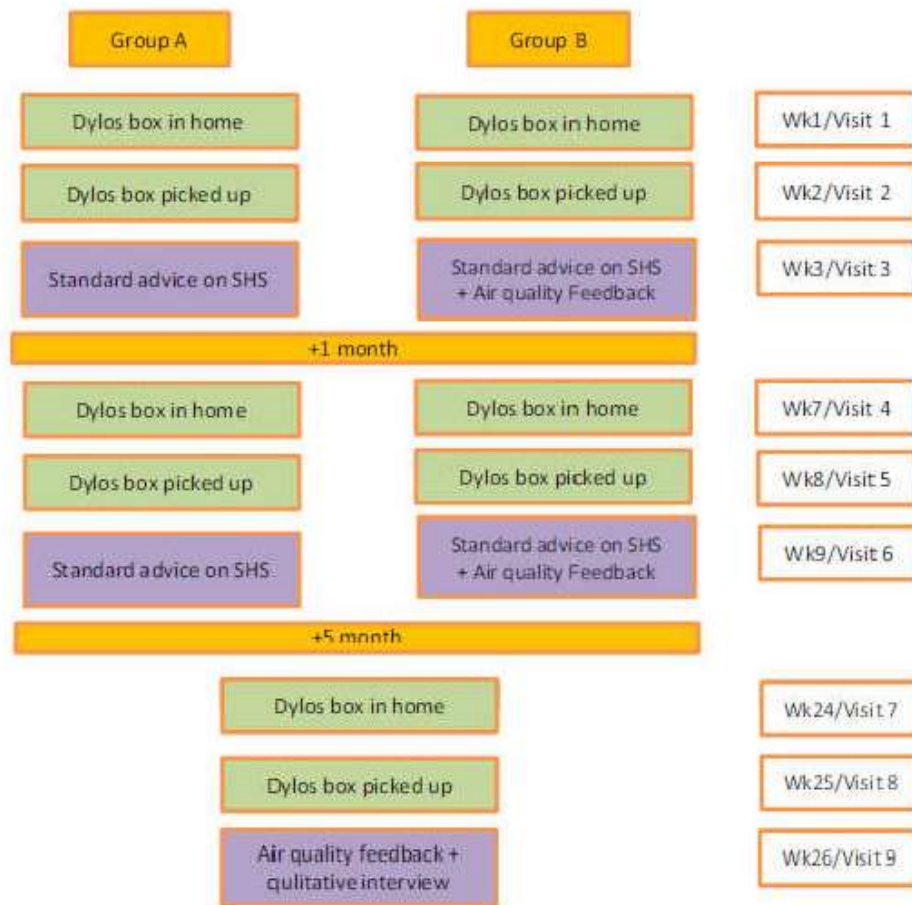 Group A
Group B
Dylos box in home
Dylos box in home
Wk1/Visit 1
Dylos box picked up
Dylos box picked up
Wk2/Visit 2
Standard advice on SHS
Standard advice on SHS
+ Air quality Feedback
Wk3/Visit 3
+1 month
Dylos box in home
Dylos box in home
Wk7/Visit 4
Dylos box picked up
Dylos box picked up
Wk8/Visit 5
Standard advice on SHS
Standard advice on SHS
+ Air quality Feedback
Wk9/Visit 6
+5 month
Dylos box in home
Wk24/Visit 7
Dylos box picked up
Wk25/Visit 8
Air quality feedback +
qulitative interview
Wk26/Visit 9